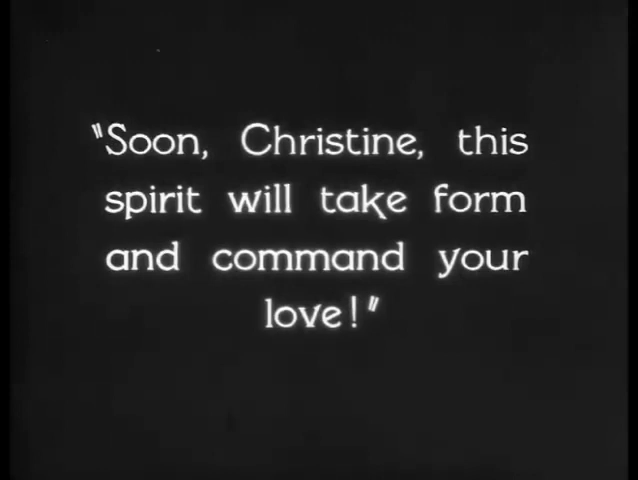 "Soon, Christine, this
spirit will take form
and command your
love!"